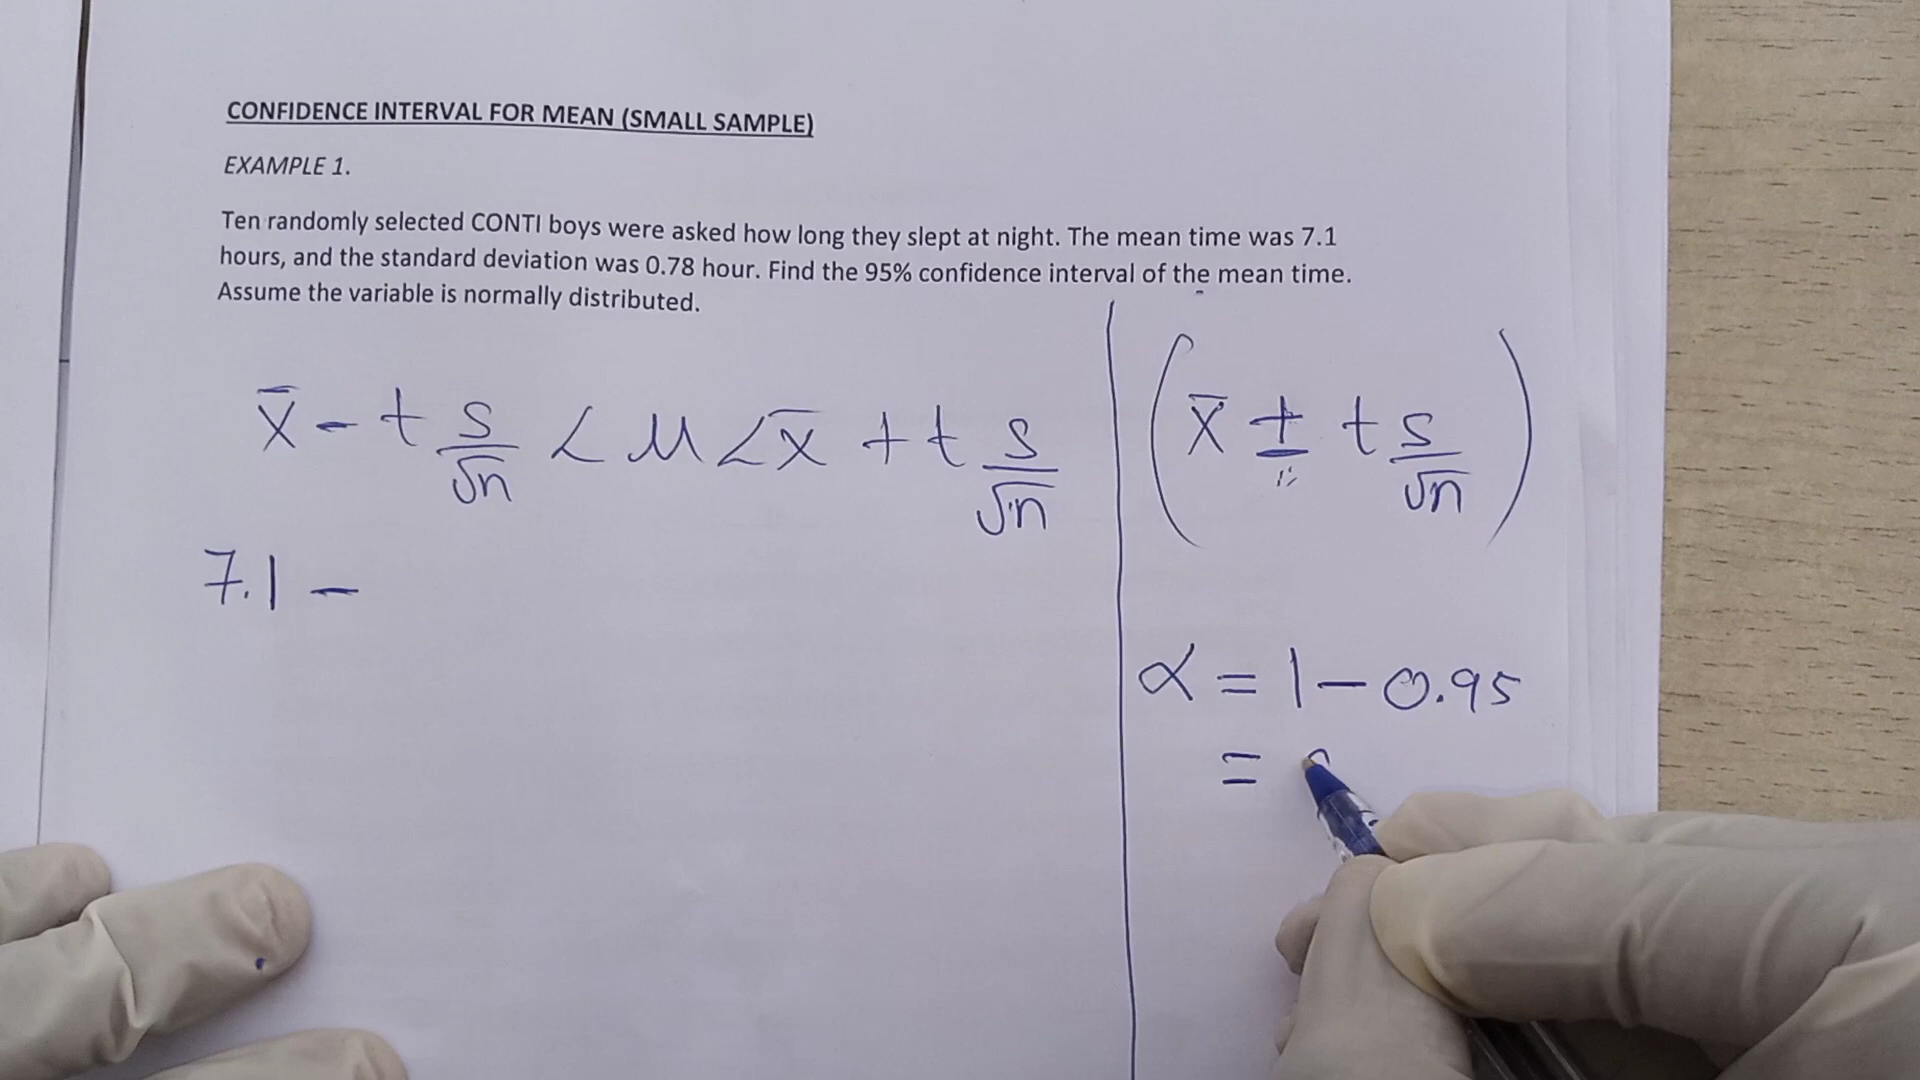 CONFIDENCE INTERVAL FOR MEAN (SMALL SAMPLE)
EXAMPLE 1.
Ten randomly selected CONTI boys were asked how long they slept at night. The mean time was 7.1
hours, and the standard deviation was 0.78 hour. Find the 95% confidence interval of the mean time.
Assume the variable is normally distributed.
x̄ - t s/√n < μ < x̄ + t s/√n
7.1 -
(x̄ ± t s/√n)
α = 1 - 0.95
=